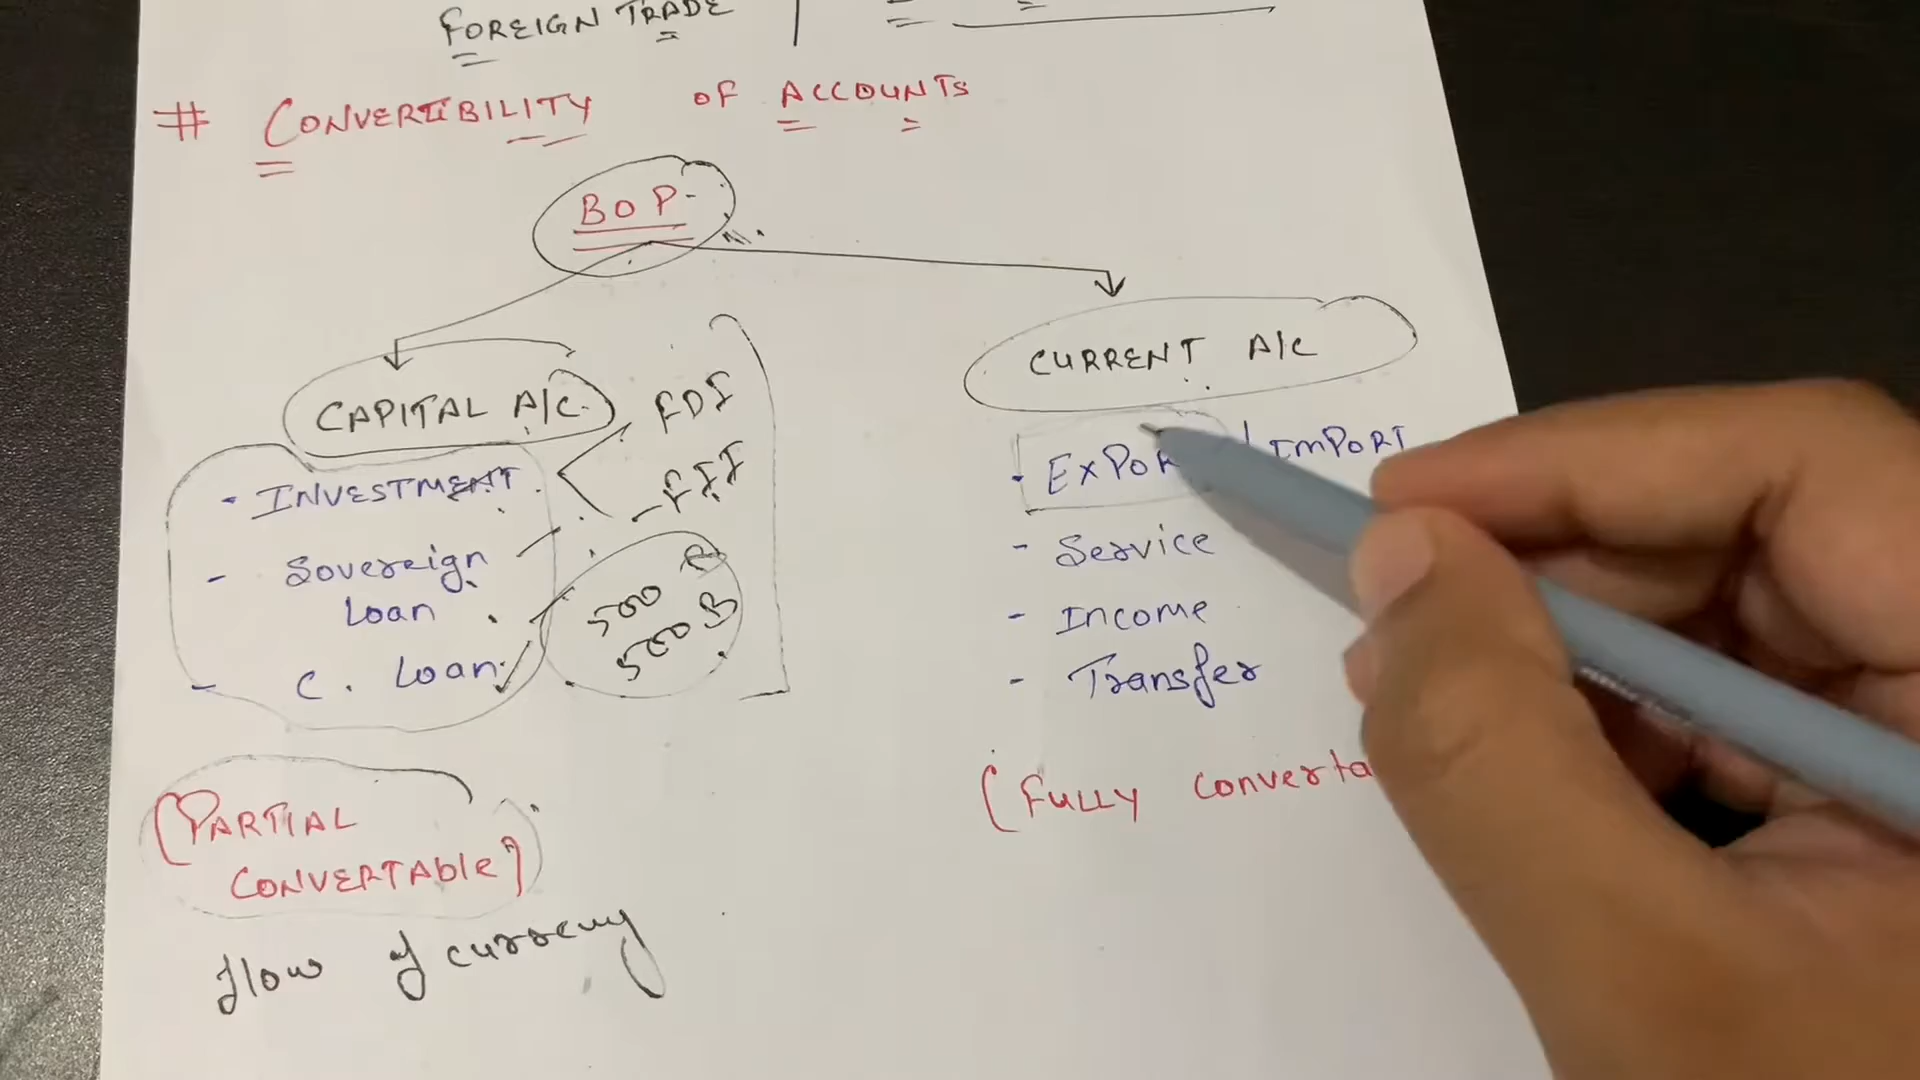 FOREIGN TRADE
# CONVERTIBILITY OF ACCOUNTS
BOP
CAPITAL A/C.
- INVESTMENT
- Sovereign
Loan
- C. Loan
FDI
- FII
500
500 B
(PARTIAL
CONVERTABLE)
flow of currency
CURRENT A/C
- EXPOR / IMPORT
- Service
- Income
- Transfer
(FULLY Converta